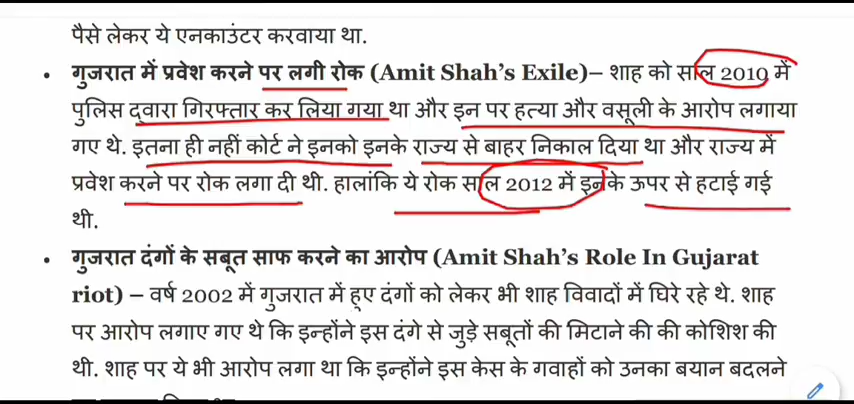 पैसे लेकर ये एनकाउंटर करवाया था.
गुजरात में प्रवेश करने पर लगी रोक (Amit Shah's Exile)– शाह को साल 2010 में
पुलिस द्वारा गिरफ्तार कर लिया गया था और इन पर हत्या और वसूली के आरोप लगाया
गए थे. इतना ही नहीं कोर्ट ने इनको इनके राज्य से बाहर निकाल दिया था और राज्य में
प्रवेश करने पर रोक लगा दी थी. हालांकि ये रोक साल 2012 में इनके ऊपर से हटाई गई
थी.
गुजरात दंगों के सबूत साफ करने का आरोप (Amit Shah's Role In Gujarat
riot) – वर्ष 2002 में गुजरात में हुए दंगों को लेकर भी शाह विवादों में घिरे रहे थे. शाह
पर आरोप लगाए गए थे कि इन्होंने इस दंगे से जुड़े सबूतों की मिटाने की की कोशिश की
थी. शाह पर ये भी आरोप लगा था कि इन्होंने इस केस के गवाहों को उनका बयान बदलने